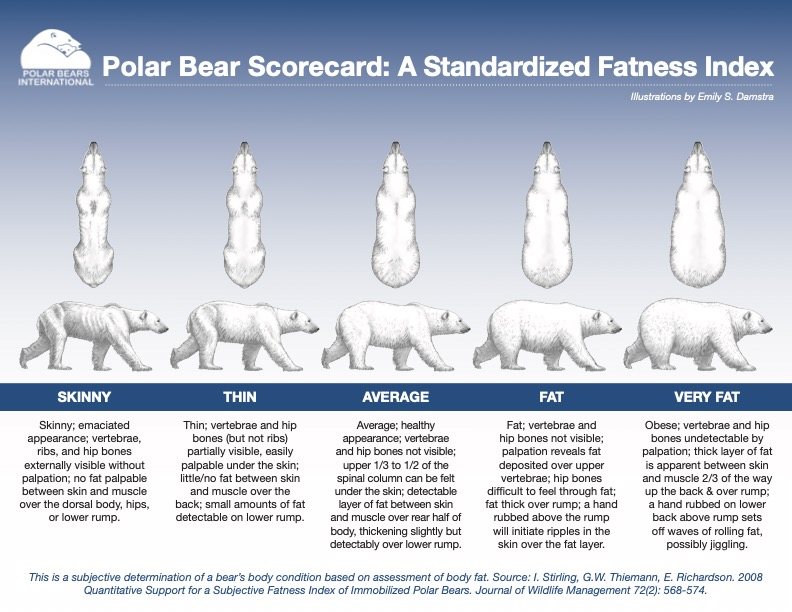 POLAR BEARS
INTERNATIONAL
Polar Bear Scorecard: A Standardized Fatness Index
Illustrations by Emily S. Damstra
SKINNY
Skinny; emaciated
appearance; vertebrae,
ribs, and hip bones
externally visible without
palpation; no fat palpable
between skin and muscle
over the dorsal body, hips,
or lower rump.
THIN
Thin; vertebrae and hip
bones (but not ribs)
partially visible, easily
palpable under the skin;
little/no fat between skin
and muscle over the
back; small amounts of fat
detectable on lower rump.
AVERAGE
Average; healthy
appearance; vertebrae
and hip bones not visible;
upper 1/3 to 1/2 of the
spinal column can be felt
under the skin; detectable
layer of fat between skin
and muscle over rear half of
body, thickening slightly but
detectably over lower rump.
FAT
Fat; vertebrae and
hip bones not visible;
palpation reveals fat
deposited over upper
vertebrae; hip bones
difficult to feel through fat;
fat thick over rump; a hand
rubbed above the rump
will initiate ripples in the
skin over the fat layer.
VERY FAT
Obese; vertebrae and hip
bones undetectable by
palpation; thick layer of fat
is apparent between skin
and muscle 2/3 of the way
up the back & over rump;
a hand rubbed on lower
back above rump sets
off waves of rolling fat,
possibly jiggling.
This is a subjective determination of a bear's body condition based on assessment of body fat. Source: I. Stirling, G.W. Thiemann, E. Richardson. 2008
Quantitative Support for a Subjective Fatness Index of Immobilized Polar Bears. Journal of Wildlife Management 72(2): 568-574.